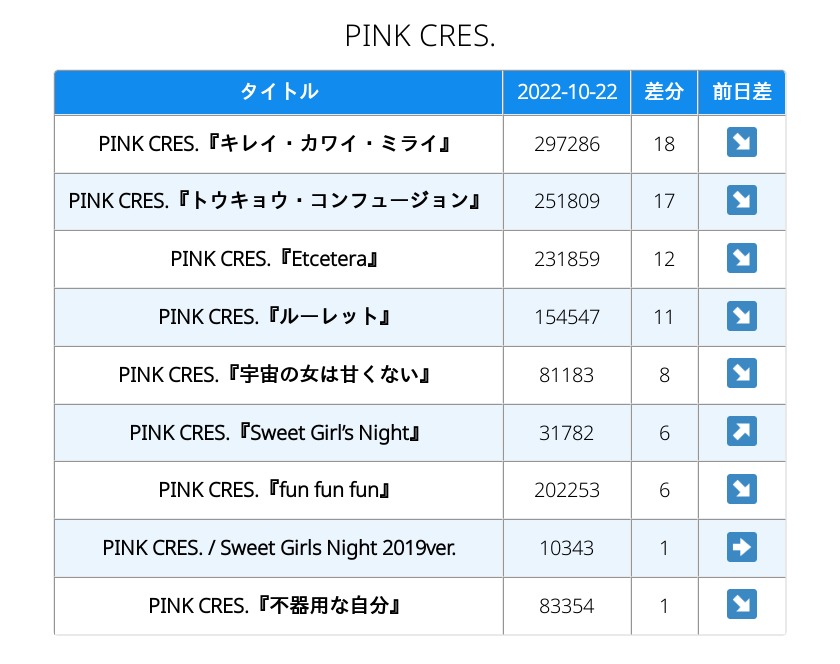 PINK CRES.
タイトル 2022-10-22 差分 前日差
PINK CRES.『キレイ・カワイ・ミライ』 297286 18
PINK CRES.『トウキョウ・コンフュージョン』 251809 17
PINK CRES.『Etcetera』 231859 12
PINK CRES.『ルーレット』 154547 11
PINK CRES.『宇宙の女は甘くない』 81183 8
PINK CRES.『Sweet Girl’s Night』 31782 6
PINK CRES.『fun fun fun』 202253 6
PINK CRES. / Sweet Girls Night 2019ver. 10343 1
PINK CRES.『不器用な自分』 83354 1